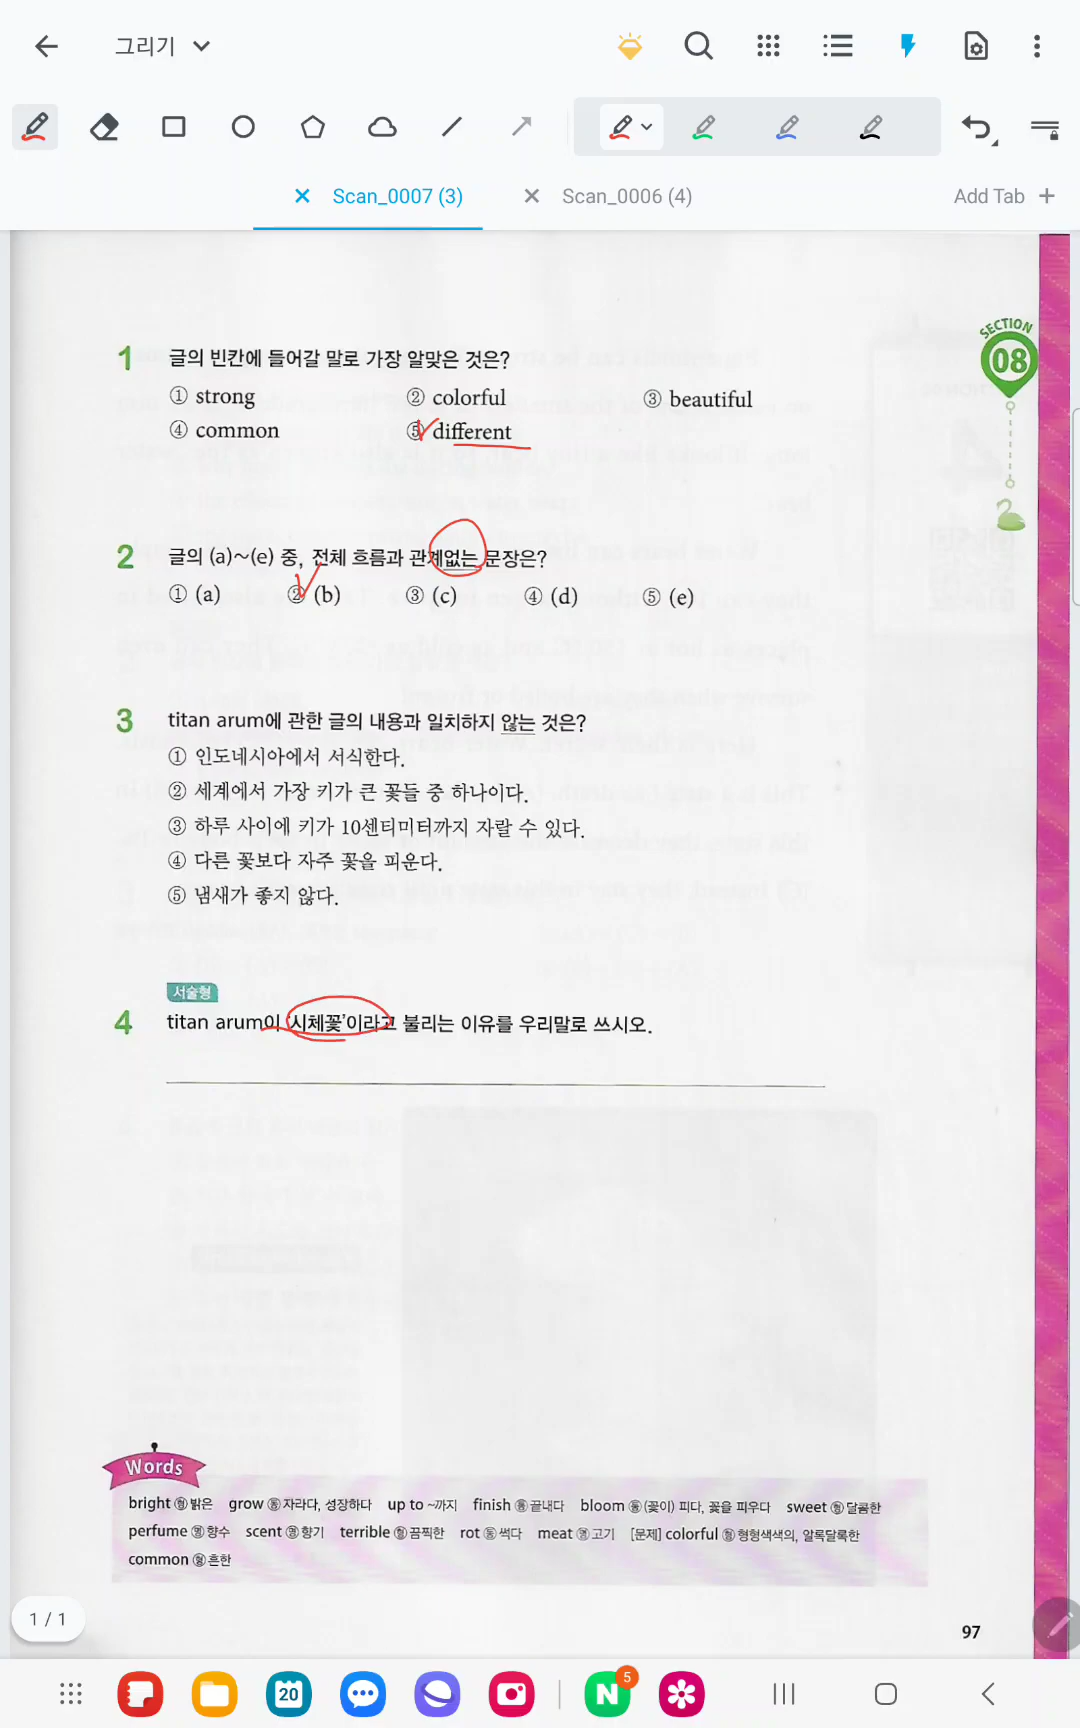 그리기
Scan_0007 (3)
Scan_0006 (4)
Add Tab +
SECTION
08
1 글의 빈칸에 들어갈 말로 가장 알맞은 것은?
① strong ② colorful ③ beautiful
④ common ⑤ different
2 글의 (a)~(e) 중, 전체 흐름과 관계없는 문장은?
① (a) ② (b) ③ (c) ④ (d) ⑤ (e)
3 titan arum에 관한 글의 내용과 일치하지 않는 것은?
① 인도네시아에서 서식한다.
② 세계에서 가장 키가 큰 꽃들 중 하나이다.
③ 하루 사이에 키가 10센티미터까지 자랄 수 있다.
④ 다른 꽃보다 자주 꽃을 피운다.
⑤ 냄새가 좋지 않다.
서술형
4 titan arum이 '시체꽃'이라고 불리는 이유를 우리말로 쓰시오.
Words
bright 형 밝은 grow 동 자라다, 성장하다 up to ~까지 finish 동 끝내다 bloom 동 (꽃이) 피다, 꽃을 피우다 sweet 형 달콤한
perfume 명 향수 scent 명 향기 terrible 형 끔찍한 rot 동 썩다 meat 명 고기 [문제] colorful 형 형형색색의, 알록달록한
common 형 흔한
1 / 1
97
20
N
5